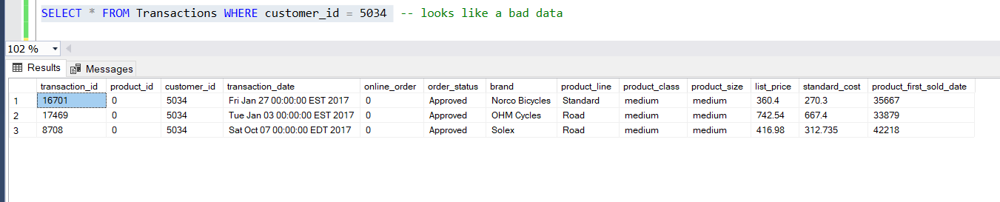 SELECT * FROM Transactions WHERE customer_id = 5034 -- looks like a bad data
102 %
Results Messages
transaction_id product_id customer_id transaction_date online_order order_status brand product_line product_class product_size list_price standard_cost product_first_sold_date
1 16701 0 5034 Fri Jan 27 00:00:00 EST 2017 0 Approved Norco Bicycles Standard medium medium 360.4 270.3 35667
2 17469 0 5034 Tue Jan 03 00:00:00 EST 2017 0 Approved OHM Cycles Road medium medium 742.54 667.4 33879
3 8708 0 5034 Sat Oct 07 00:00:00 EDT 2017 0 Approved Solex Road medium medium 416.98 312.735 42218